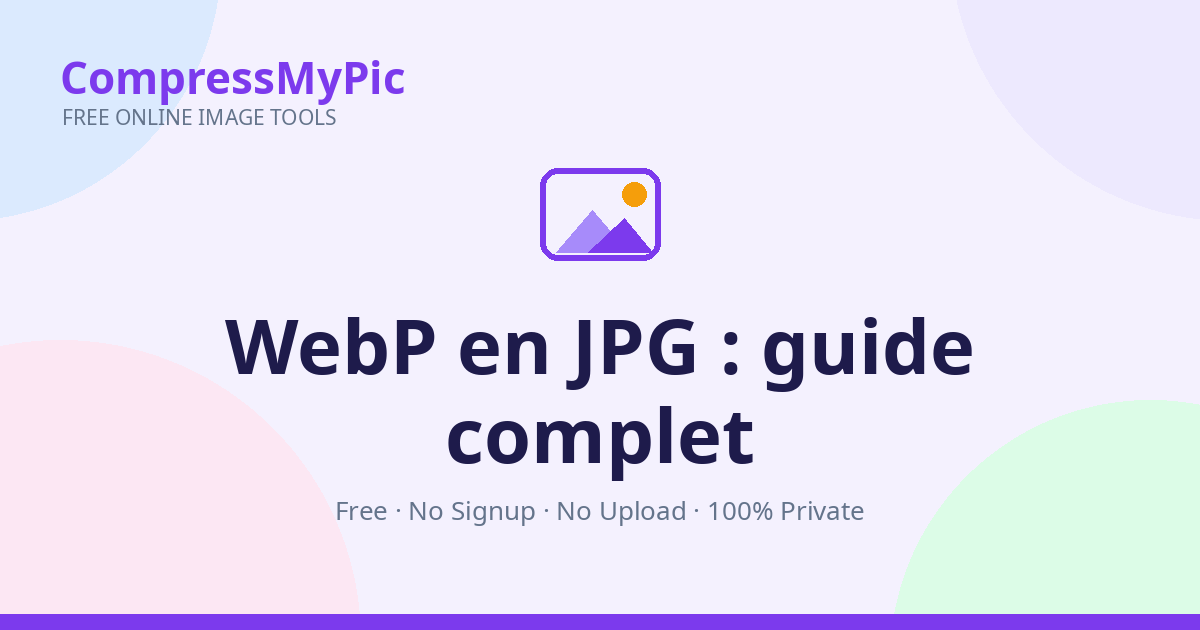 CompressMyPic
FREE ONLINE IMAGE TOOLS
WebP en JPG : guide
complet
Free · No Signup · No Upload · 100% Private